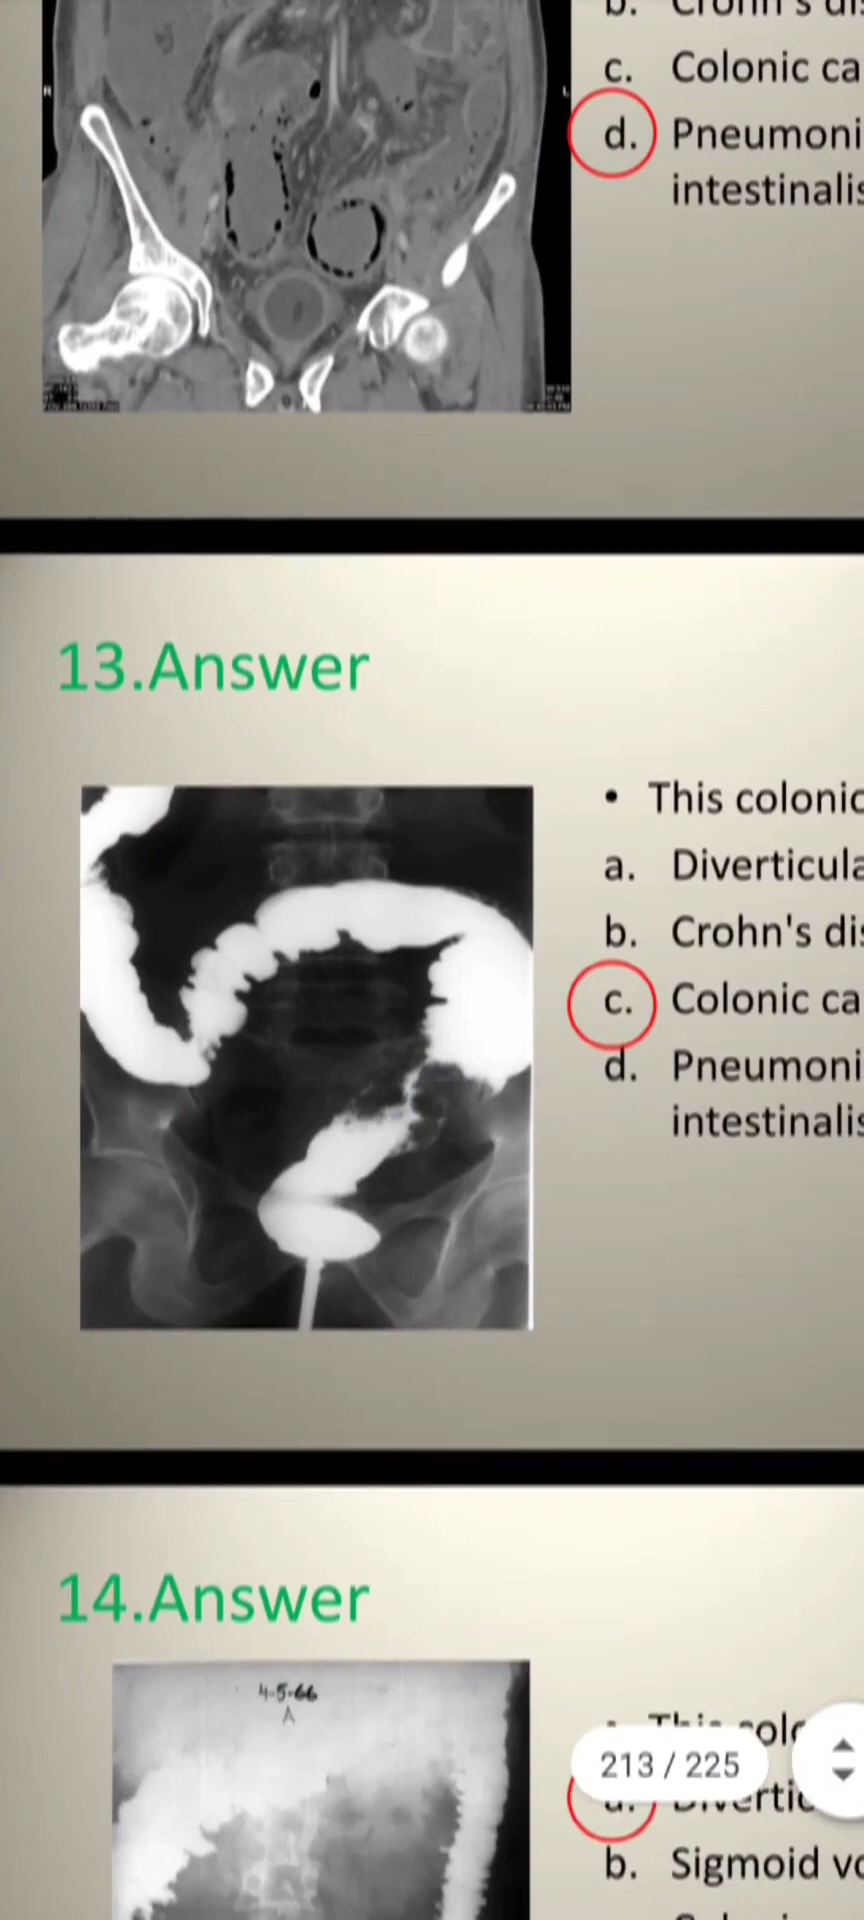 c. Colonic ca
d. Pneumoni
intestinalis
R
L
13.Answer
• This colonic
a. Diverticula
b. Crohn's dis
c. Colonic ca
d. Pneumoni
intestinalis
14.Answer
4-5-66
A
213 / 225
b. Sigmoid vo